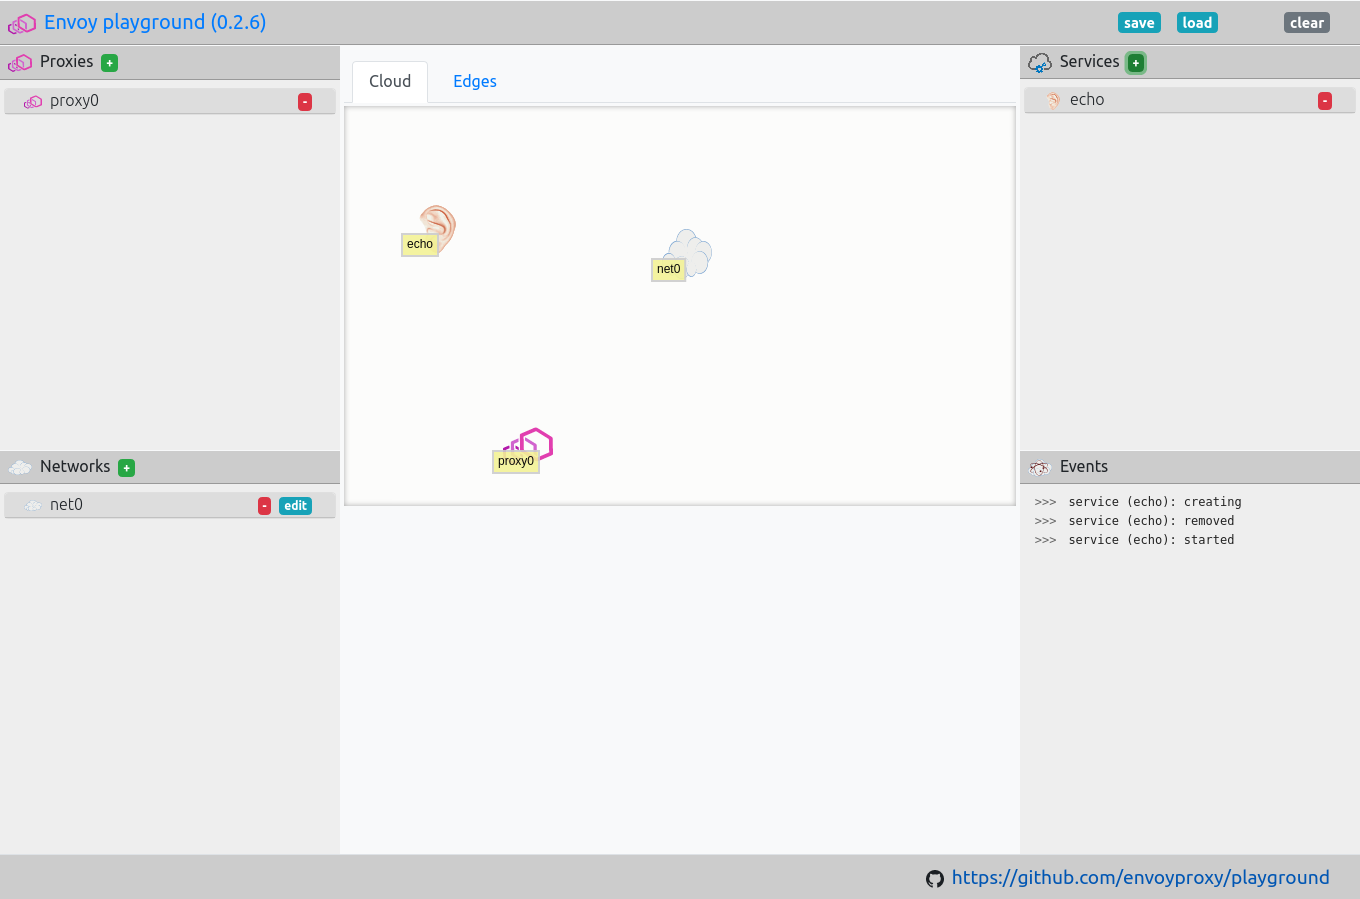 Envoy playground (0.2.6)
save
load
clear
Proxies +
proxy0 -
Networks +
net0 - edit
Cloud
Edges
echo
net0
proxy0
Services +
echo -
Events
>>> service (echo): creating
>>> service (echo): removed
>>> service (echo): started
https://github.com/envoyproxy/playground